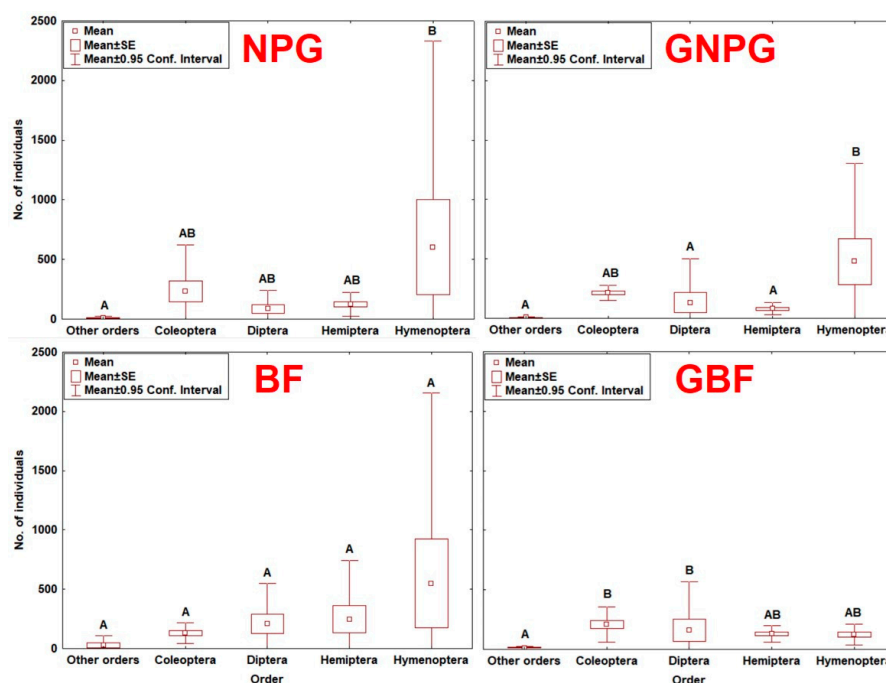 NPG
Mean
Mean±SE
Mean±0.95 Conf. Interval
No. of individuals
2500
2000
1500
1000
500
0
A
AB
AB
AB
B
Other orders Coleoptera Diptera Hemiptera Hymenoptera
GNPG
Mean
Mean±SE
Mean±0.95 Conf. Interval
A
AB
A
A
B
Other orders Coleoptera Diptera Hemiptera Hymenoptera
BF
Mean
Mean±SE
Mean±0.95 Conf. Interval
No. of individuals
2500
2000
1500
1000
500
0
A
A
A
A
A
Other orders Coleoptera Diptera Hemiptera Hymenoptera
Order
GBF
Mean
Mean±SE
Mean±0.95 Conf. Interval
A
B
B
AB
AB
Other orders Coleoptera Diptera Hemiptera Hymenoptera
Order